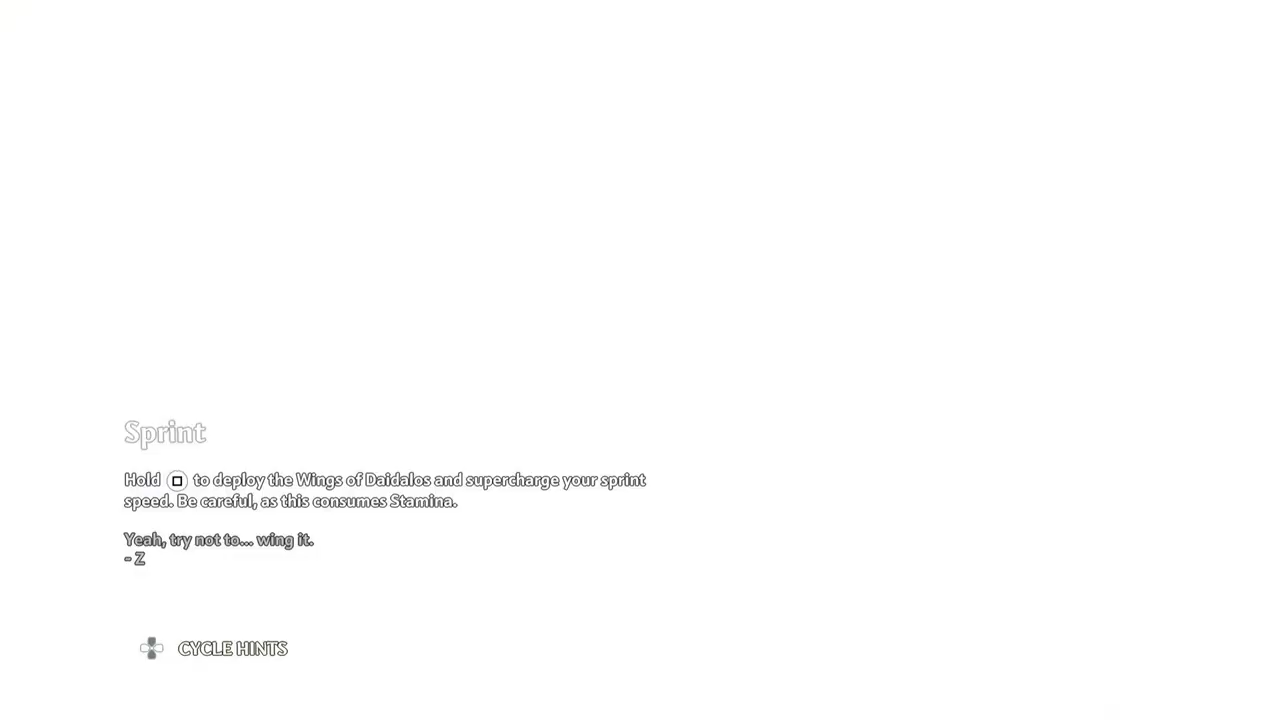 Sprint
Hold to deploy the Wings of Daidalos and supercharge your sprint
speed. Be careful, as this consumes Stamina.
Yeah, try not to... wing it.
- Z
CYCLE HINTS